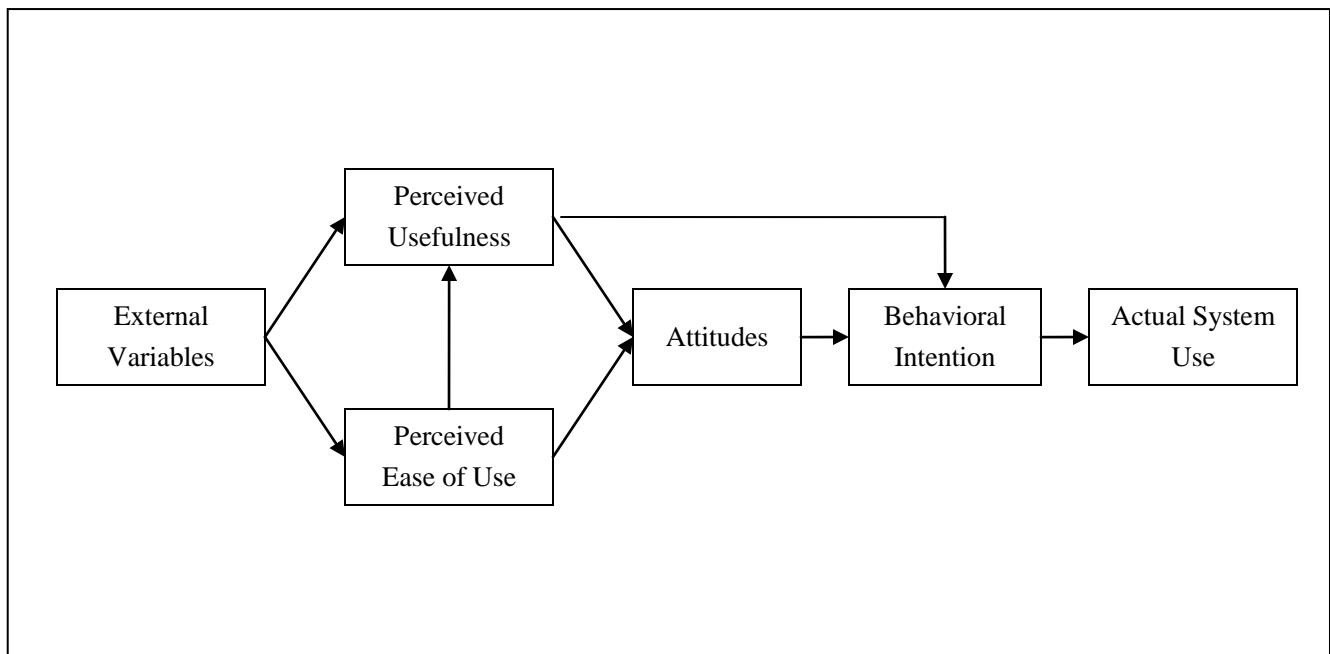 Perceived
Usefulness
External
Variables
Attitudes
Behavioral
Intention
Actual System
Use
Perceived
Ease of Use